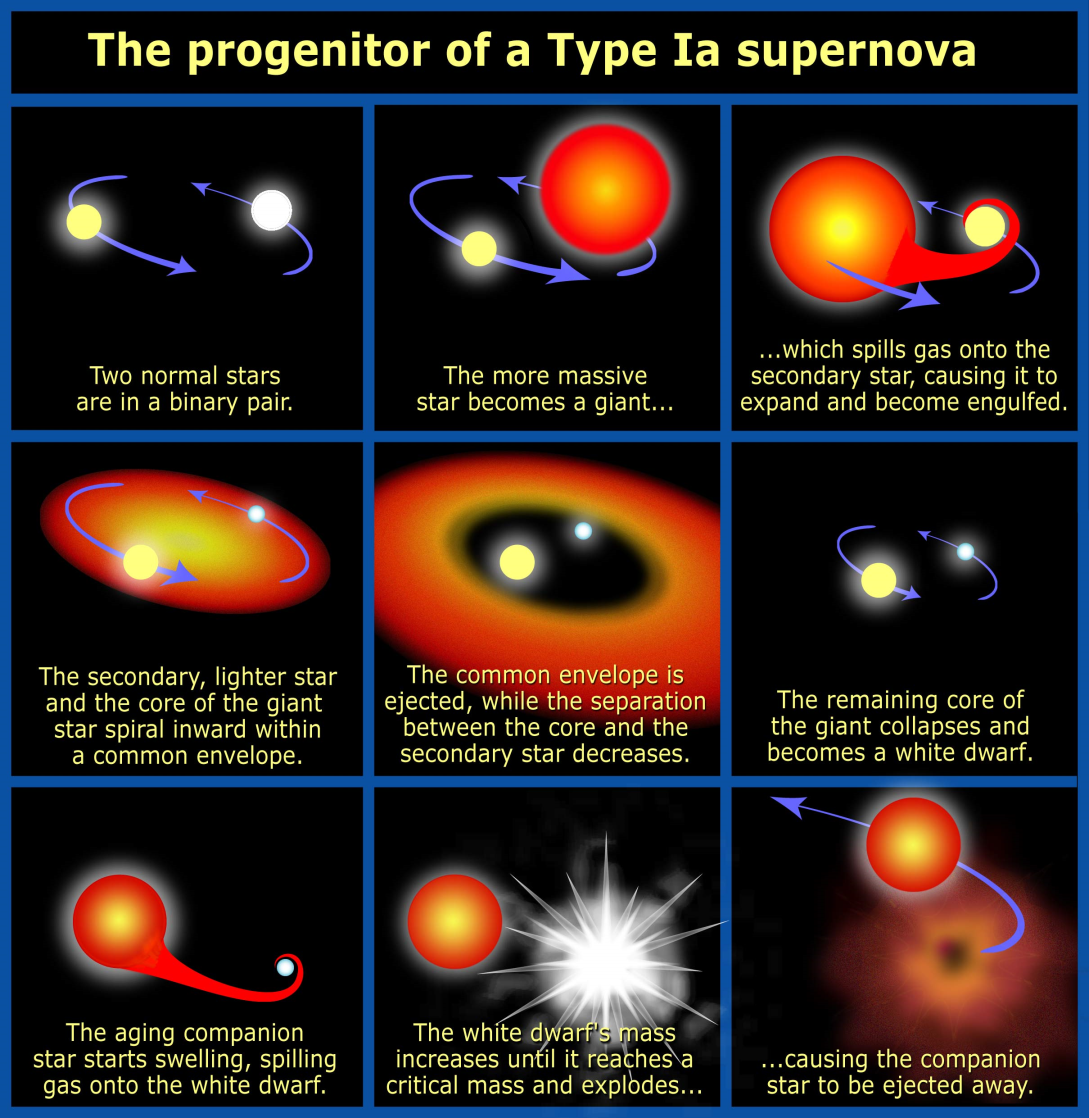 The progenitor of a Type Ia supernova
Two normal stars
are in a binary pair.
The more massive
star becomes a giant...
...which spills gas onto the
secondary star, causing it to
expand and become engulfed.
The secondary, lighter star
and the core of the giant
star spiral inward within
a common envelope.
The common envelope is
ejected, while the separation
between the core and the
secondary star decreases.
The remaining core of
the giant collapses and
becomes a white dwarf.
The aging companion
star starts swelling, spilling
gas onto the white dwarf.
The white dwarf's mass
increases until it reaches a
critical mass and explodes...
...causing the companion
star to be ejected away.